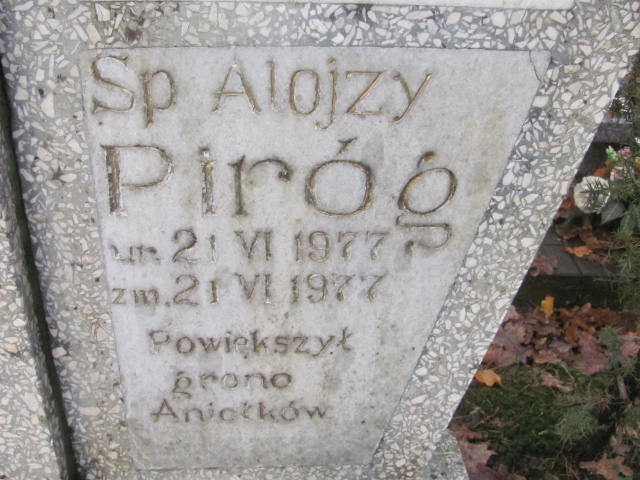 Sp Alojzy
Piróg
ur. 21 VI 1977
zm. 21 VI 1977
Powiększył
grono
Aniołków